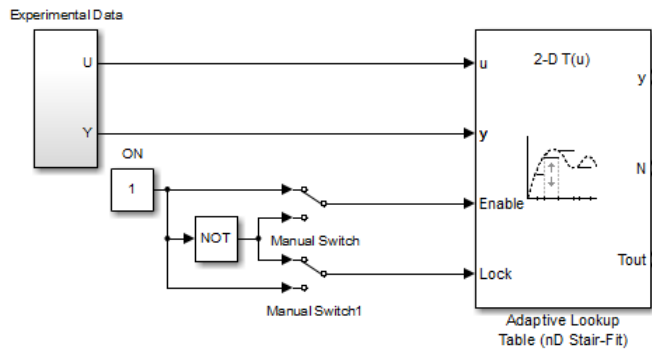 Experimental Data
U
Y
ON
1
NOT
Manual Switch
Manual Switch1
2-D T(u)
u
y
y
Enable
N
Lock
Tout
Adaptive Lookup
Table (nD Stair-Fit)